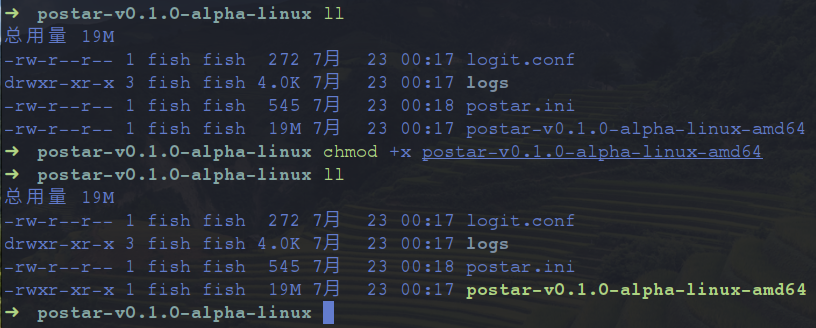 ➜ postar-v0.1.0-alpha-linux ll
总用量 19M
-rw-r--r-- 1 fish fish 272 7月 23 00:17 logit.conf
drwxr-xr-x 3 fish fish 4.0K 7月 23 00:17 logs
-rw-r--r-- 1 fish fish 545 7月 23 00:18 postar.ini
-rw-r--r-- 1 fish fish 19M 7月 23 00:17 postar-v0.1.0-alpha-linux-amd64
➜ postar-v0.1.0-alpha-linux chmod +x postar-v0.1.0-alpha-linux-amd64
➜ postar-v0.1.0-alpha-linux ll
总用量 19M
-rw-r--r-- 1 fish fish 272 7月 23 00:17 logit.conf
drwxr-xr-x 3 fish fish 4.0K 7月 23 00:17 logs
-rw-r--r-- 1 fish fish 545 7月 23 00:18 postar.ini
-rwxr-xr-x 1 fish fish 19M 7月 23 00:17 postar-v0.1.0-alpha-linux-amd64
➜ postar-v0.1.0-alpha-linux